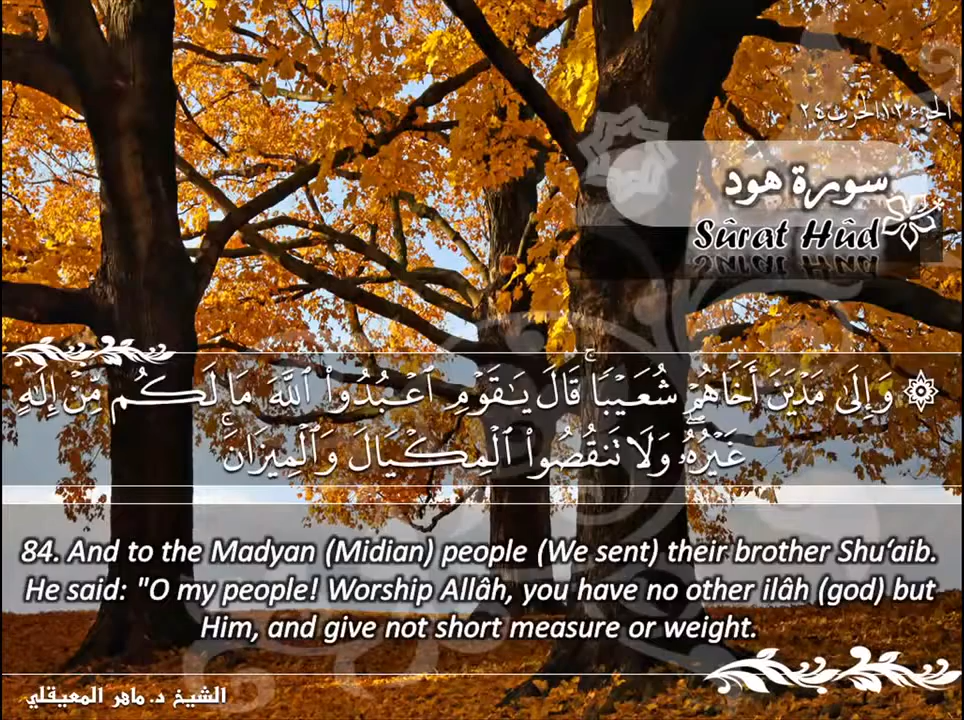 الجزء ١٢ الحزب ٢٤
سورة هود
Sûrat Hûd
۞ وَإِلَىٰ مَدْيَنَ أَخَاهُمْ شُعَيْبًا ۚ قَالَ يَـٰقَوْمِ ٱعْبُدُوا۟ ٱللَّهَ مَا لَكُم مِّنْ إِلَـٰهٍ
غَيْرُهُۥ ۖ وَلَا تَنقُصُوا۟ ٱلْمِكْيَالَ وَٱلْمِيزَانَ ۚ
84. And to the Madyan (Midian) people (We sent) their brother Shu‘aib.
He said: "O my people! Worship Allâh, you have no other ilâh (god) but
Him, and give not short measure or weight.
الشيخ د. ماهر المعيقلي